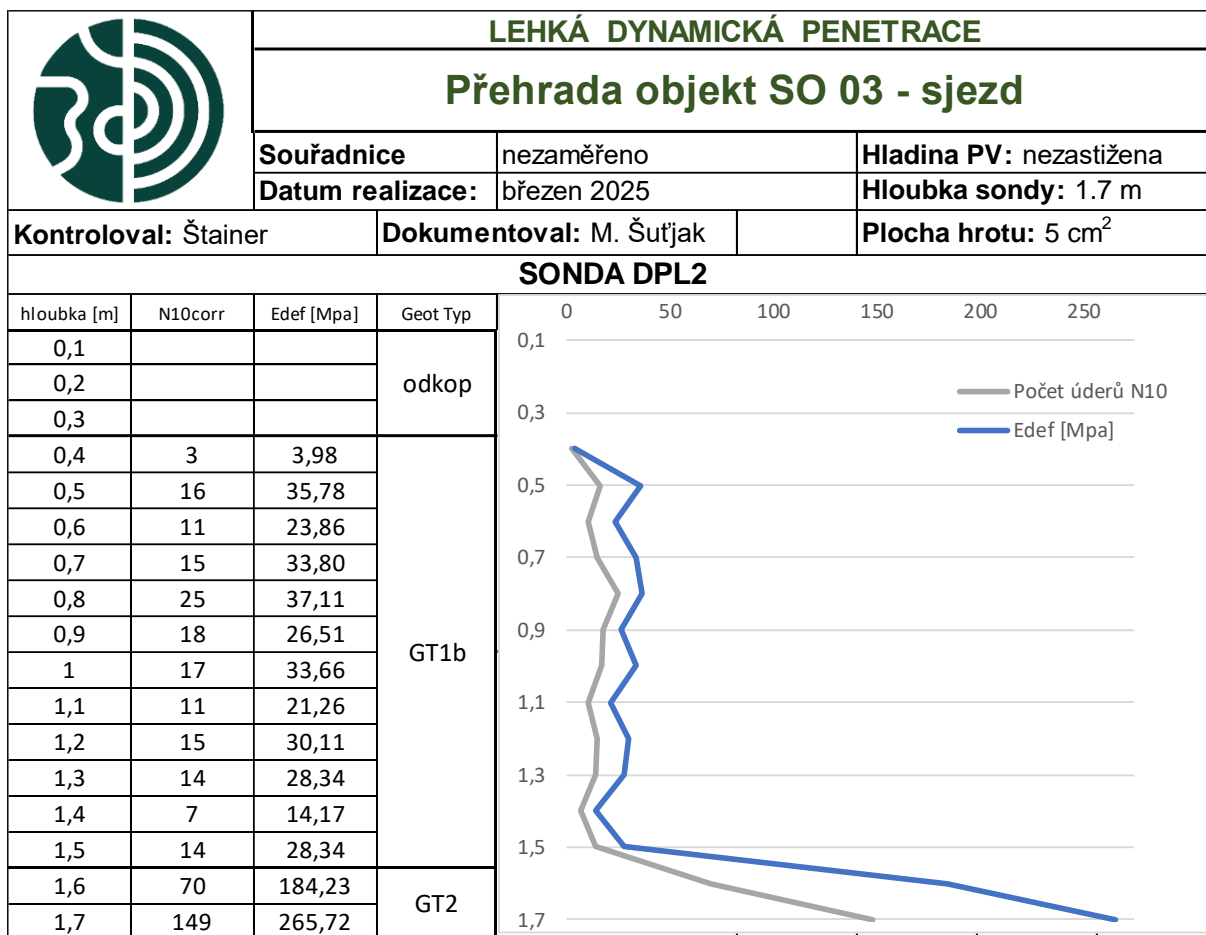 LEHKÁ DYNAMICKÁ PENETRACE
Přehrada objekt SO 03 - sjezd
Souřadnice nezaměřeno Hladina PV: nezastižena
Datum realizace: březen 2025 Hloubka sondy: 1.7 m
Kontroloval: Štainer Dokumentoval: M. Šuťjak Plocha hrotu: 5 cm²
SONDA DPL2
hloubka [m] N10corr Edef [Mpa] Geot Typ
0,1
0,2 odkop
0,3
0,4 3 3,98
0,5 16 35,78
0,6 11 23,86
0,7 15 33,80
0,8 25 37,11
0,9 18 26,51
GT1b
1 17 33,66
1,1 11 21,26
1,2 15 30,11
1,3 14 28,34
1,4 7 14,17
1,5 14 28,34
1,6 70 184,23
GT2
1,7 149 265,72
0 50 100 150 200 250
0,1
0,3
0,5
0,7
0,9
1,1
1,3
1,5
1,7
Počet úderů N10
Edef [Mpa]